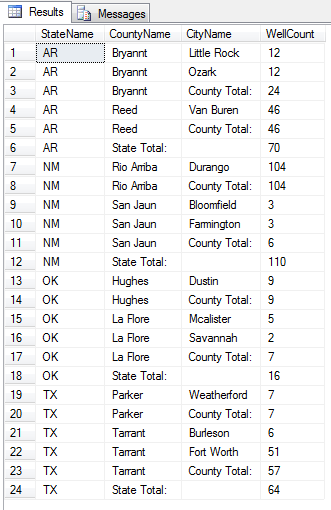 Results Messages
StateName CountyName CityName WellCount
1 AR Bryannt Little Rock 12
2 AR Bryannt Ozark 12
3 AR Bryannt County Total: 24
4 AR Reed Van Buren 46
5 AR Reed County Total: 46
6 AR State Total: 70
7 NM Rio Arriba Durango 104
8 NM Rio Arriba County Total: 104
9 NM San Jaun Bloomfield 3
10 NM San Jaun Farmington 3
11 NM San Jaun County Total: 6
12 NM State Total: 110
13 OK Hughes Dustin 9
14 OK Hughes County Total: 9
15 OK La Flore Mcalister 5
16 OK La Flore Savannah 2
17 OK La Flore County Total: 7
18 OK State Total: 16
19 TX Parker Weatherford 7
20 TX Parker County Total: 7
21 TX Tarrant Burleson 6
22 TX Tarrant Fort Worth 51
23 TX Tarrant County Total: 57
24 TX State Total: 64